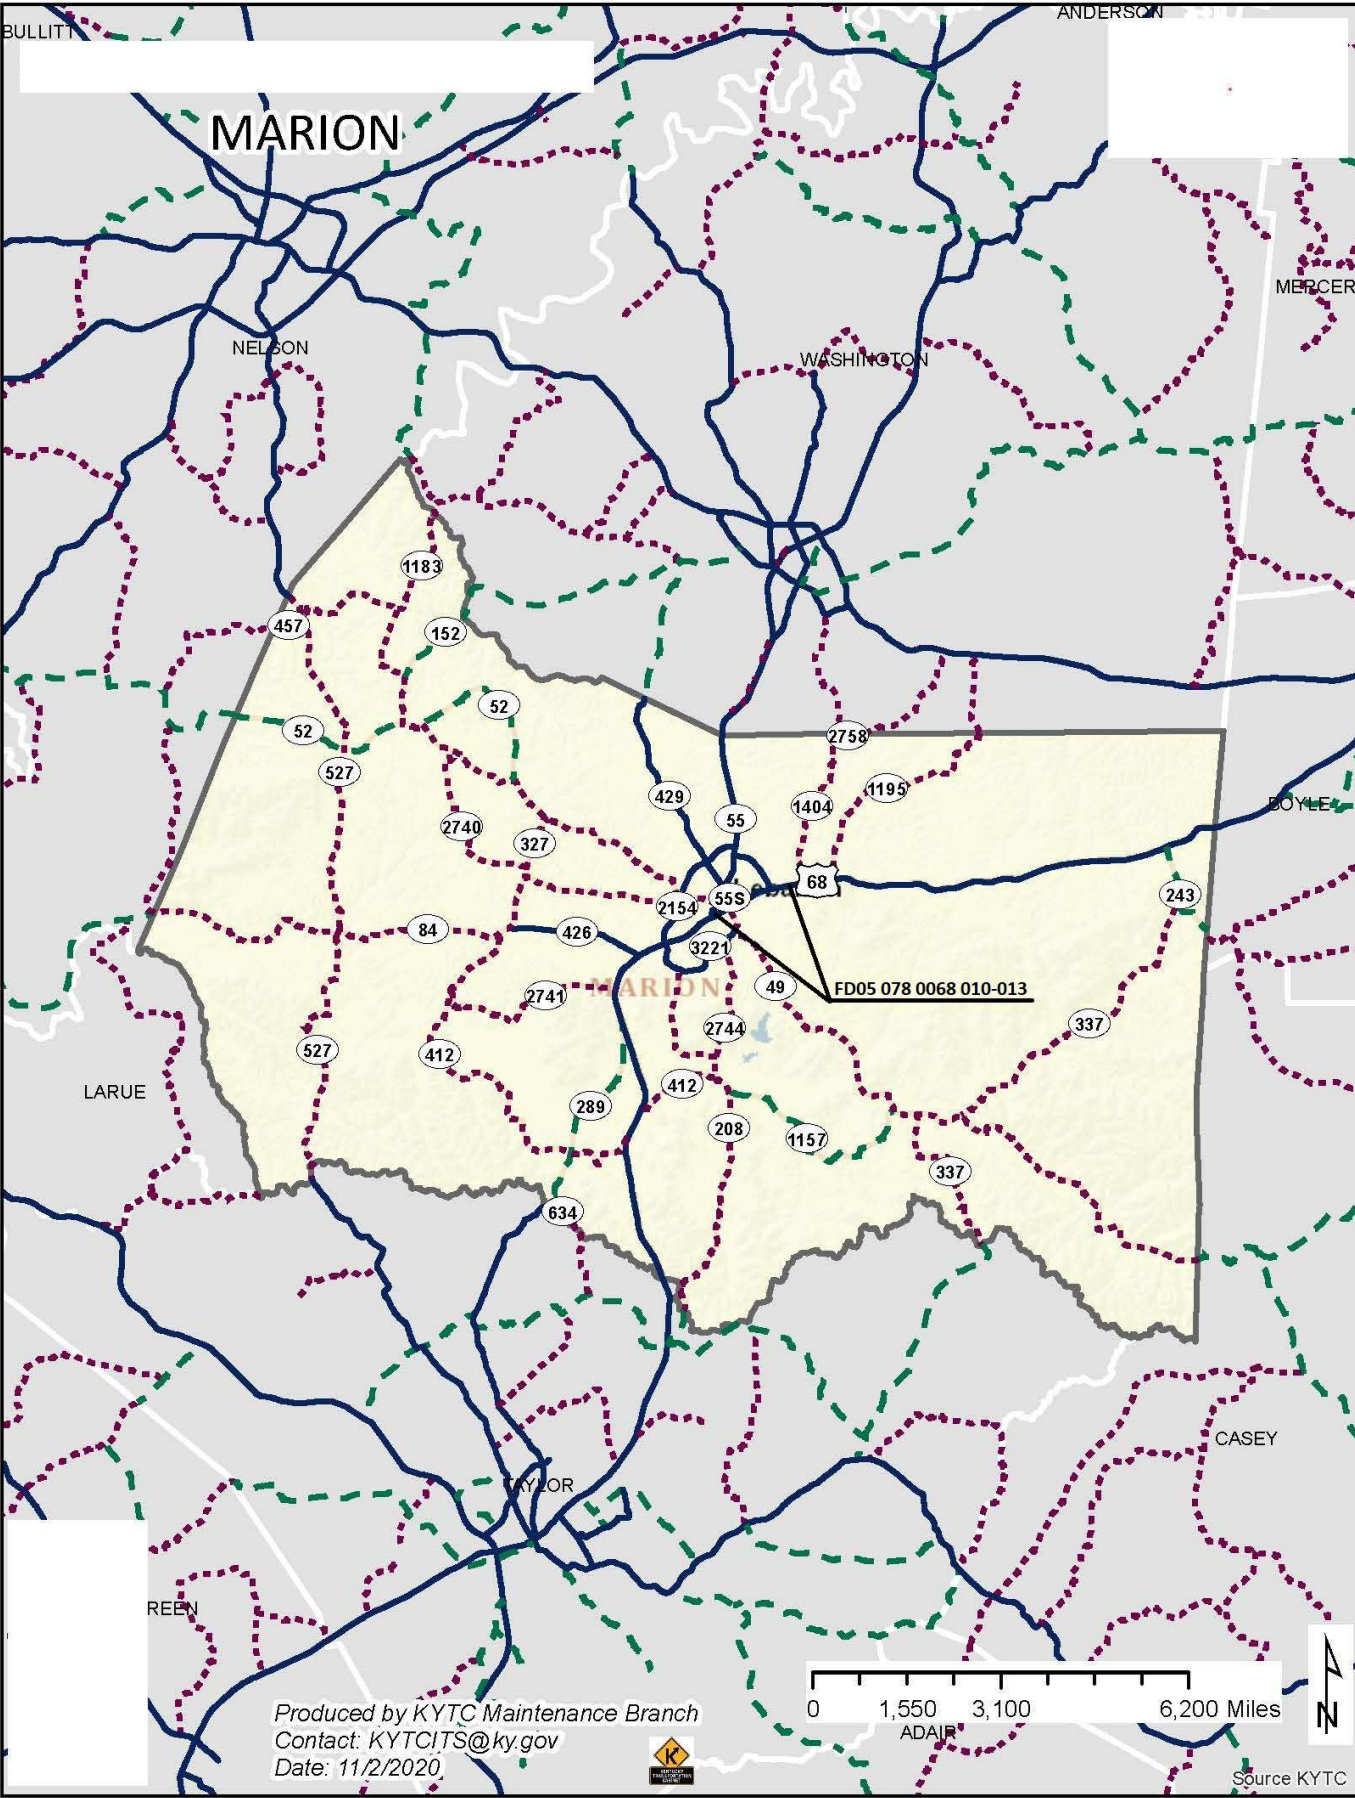 BULLITT
ANDERSON
MARION
MERCER
NELSON
WASHINGTON
1183
457
152
52
52
2758
527
429
1195
1404
55
BOYLE
2740
327
68
243
55S
2154
84
426
3221
MARION
49
FD05 078 0068 010-013
2741
337
2744
527
412
412
LARUE
289
208
1157
337
634
CASEY
TAYLOR
REEN
N
0 1,550 3,100 6,200 Miles
ADAIR
Produced by KYTC Maintenance Branch
Contact: KYTCITS@ky.gov
Date: 11/2/2020
K
KENTUCKY
TRANSPORTATION
CABINET
Source KYTC